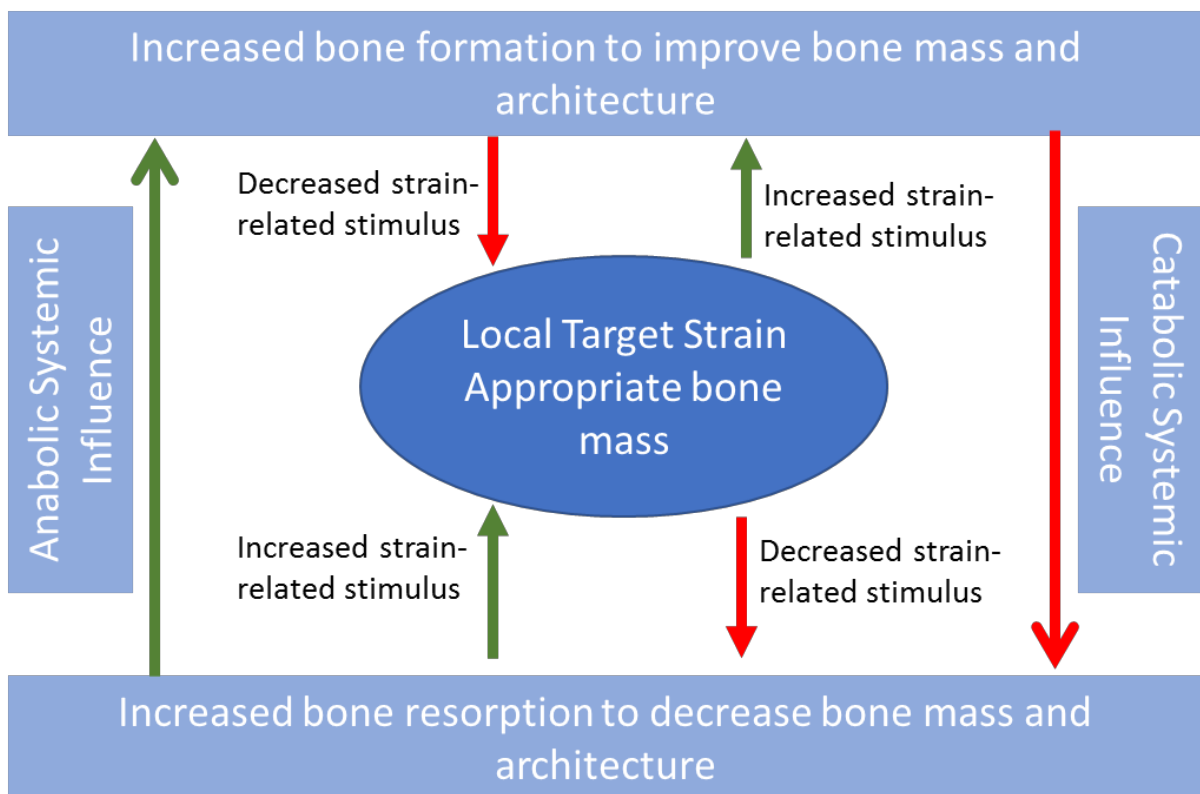 Increased bone formation to improve bone mass and
architecture
Decreased strain-
related stimulus
Increased strain-
related stimulus
Anabolic Systemic
Influence
Local Target Strain
Appropriate bone
mass
Catabolic Systemic
Influence
Increased strain-
related stimulus
Decreased strain-
related stimulus
Increased bone resorption to decrease bone mass and
architecture